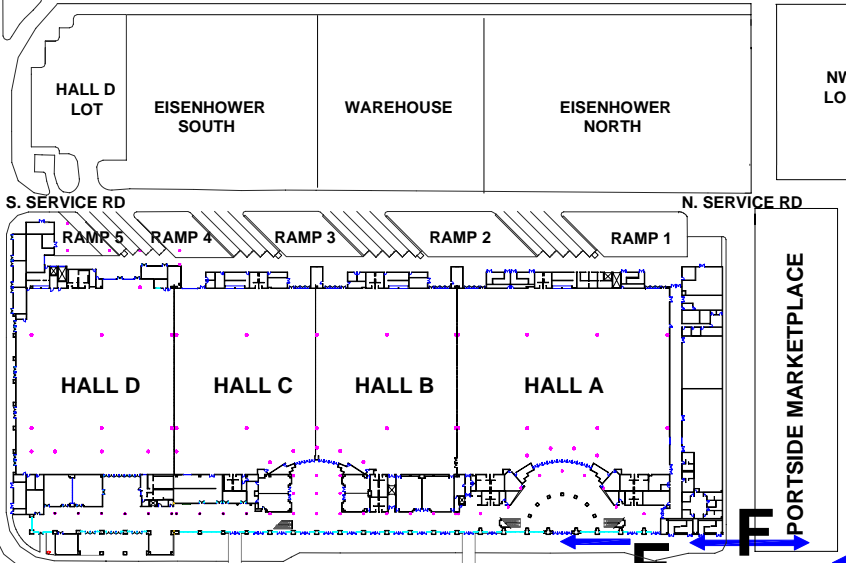 HALL D
LOT
EISENHOWER
SOUTH
WAREHOUSE
EISENHOWER
NORTH
NW
LO
S. SERVICE RD
N. SERVICE RD
RAMP 5
RAMP 4
RAMP 3
RAMP 2
RAMP 1
HALL D
HALL C
HALL B
HALL A
PORTSIDE MARKETPLACE
F